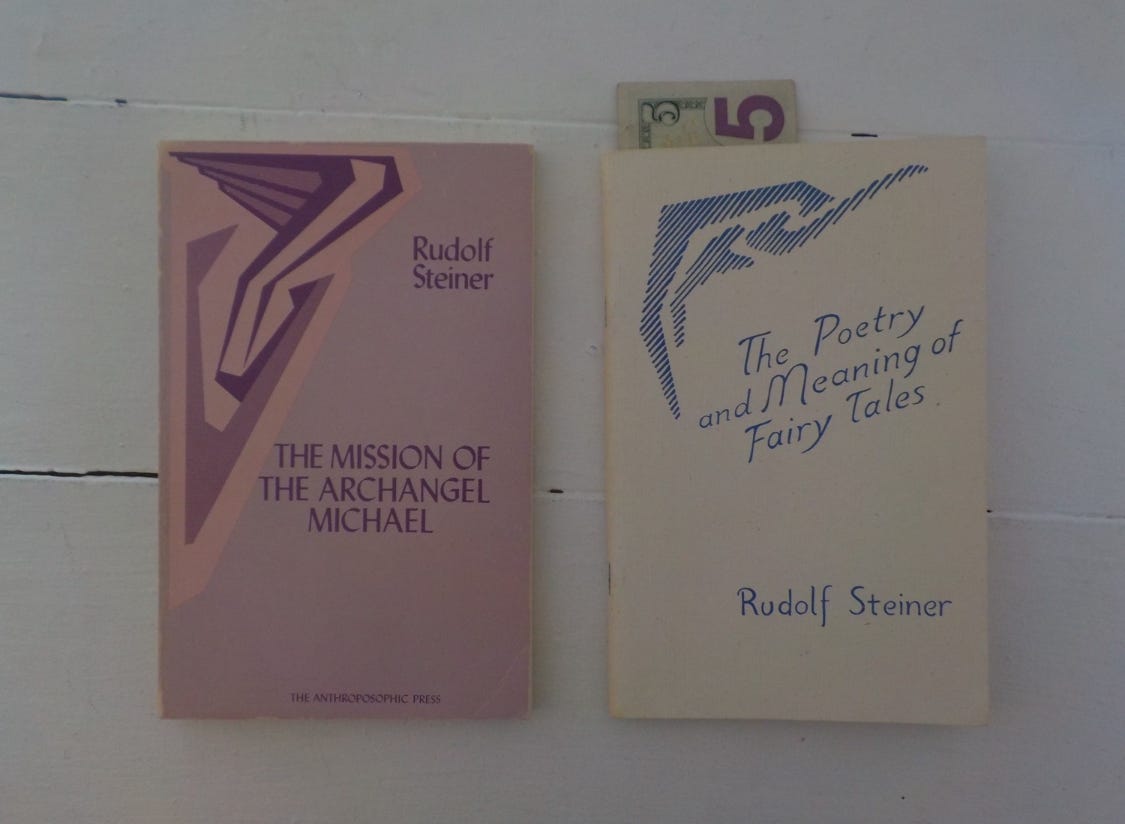 Rudolf
Steiner
THE MISSION OF
THE ARCHANGEL
MICHAEL
THE ANTHROPOSOPHIC PRESS
5
5
The Poetry
and Meaning of
Fairy Tales
Rudolf Steiner